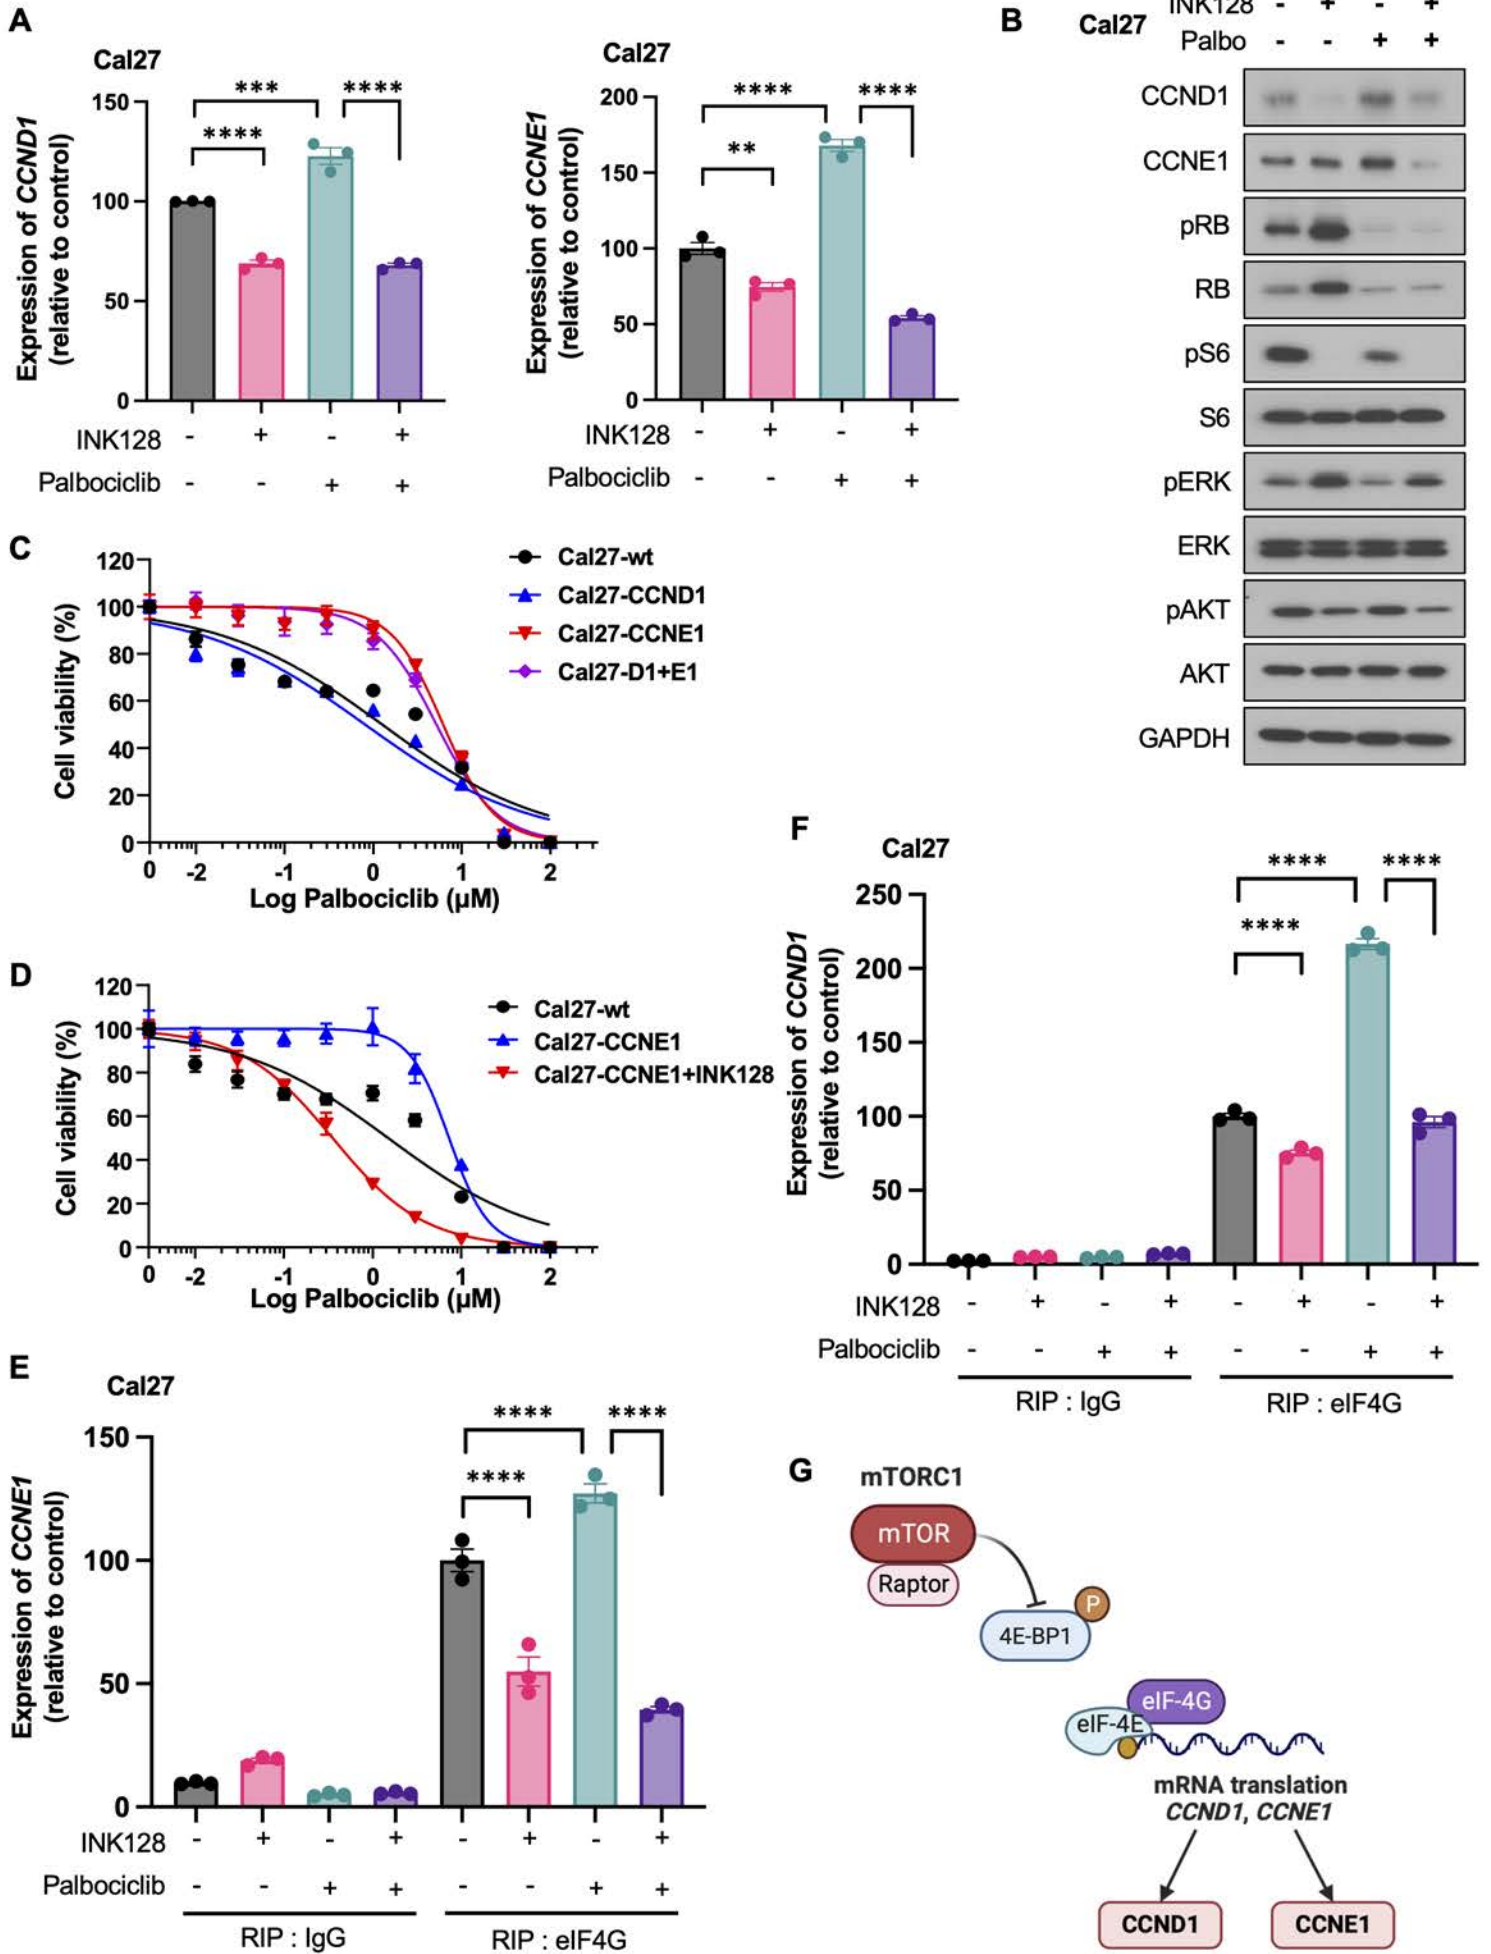 A
Cal27
Expression of CCND1
(relative to control)
150
100
50
0
*** ****
****
INK128 - + - +
Palbociclib - - + +
Cal27
Expression of CCNE1
(relative to control)
200
150
100
50
0
**** ****
**
INK128 - + - +
Palbociclib - - + +
B
Cal27
INK128 - + - +
Palbo - - + +
CCND1
CCNE1
pRB
RB
pS6
S6
pERK
ERK
pAKT
AKT
GAPDH
C
Cell viability (%)
120
100
80
60
40
20
0
0 -2 -1 0 1 2
Log Palbociclib (µM)
Cal27-wt
Cal27-CCND1
Cal27-CCNE1
Cal27-D1+E1
D
Cell viability (%)
120
100
80
60
40
20
0
0 -2 -1 0 1 2
Log Palbociclib (µM)
Cal27-wt
Cal27-CCNE1
Cal27-CCNE1+INK128
E
Cal27
Expression of CCNE1
(relative to control)
150
100
50
0
**** ****
****
INK128 - + - + - + - +
Palbociclib - - + + - - + +
RIP : IgG RIP : eIF4G
F
Cal27
Expression of CCND1
(relative to control)
250
200
150
100
50
0
**** ****
****
INK128 - + - + - + - +
Palbociclib - - + + - - + +
RIP : IgG RIP : eIF4G
G
mTORC1
mTOR
Raptor
P
4E-BP1
eIF-4G
eIF-4E
mRNA translation
CCND1, CCNE1
CCND1 CCNE1